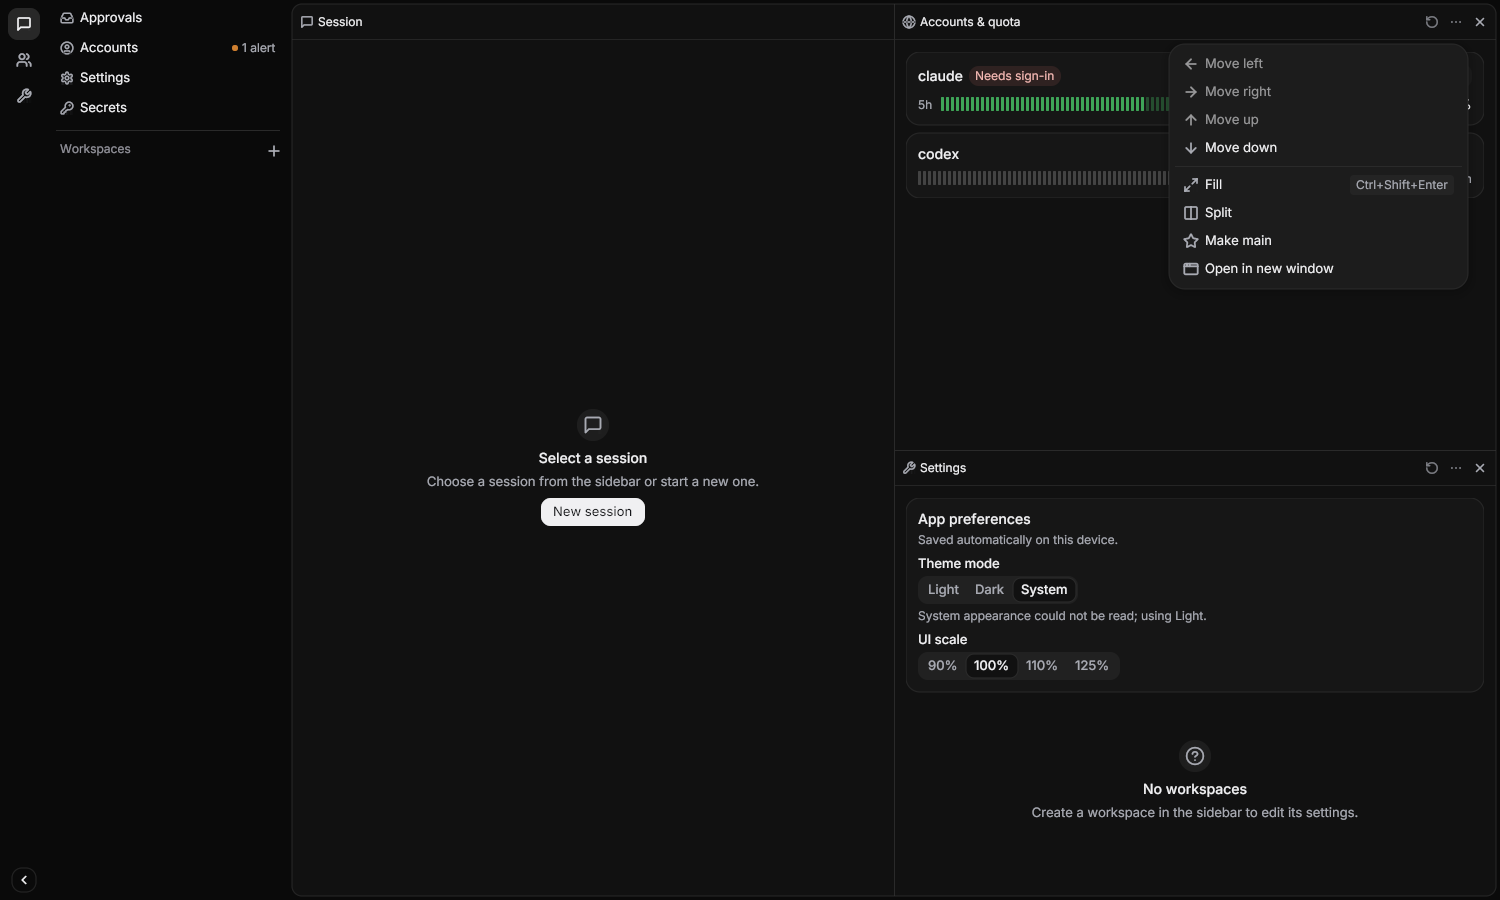 Approvals
Accounts
1 alert
Settings
Secrets
Workspaces
Session
Select a session
Choose a session from the sidebar or start a new one.
New session
Accounts & quota
claude
Needs sign-in
5h
codex
Move left
Move right
Move up
Move down
Fill
Ctrl+Shift+Enter
Split
Make main
Open in new window
Settings
App preferences
Saved automatically on this device.
Theme mode
Light Dark System
System appearance could not be read; using Light.
UI scale
90% 100% 110% 125%
No workspaces
Create a workspace in the sidebar to edit its settings.